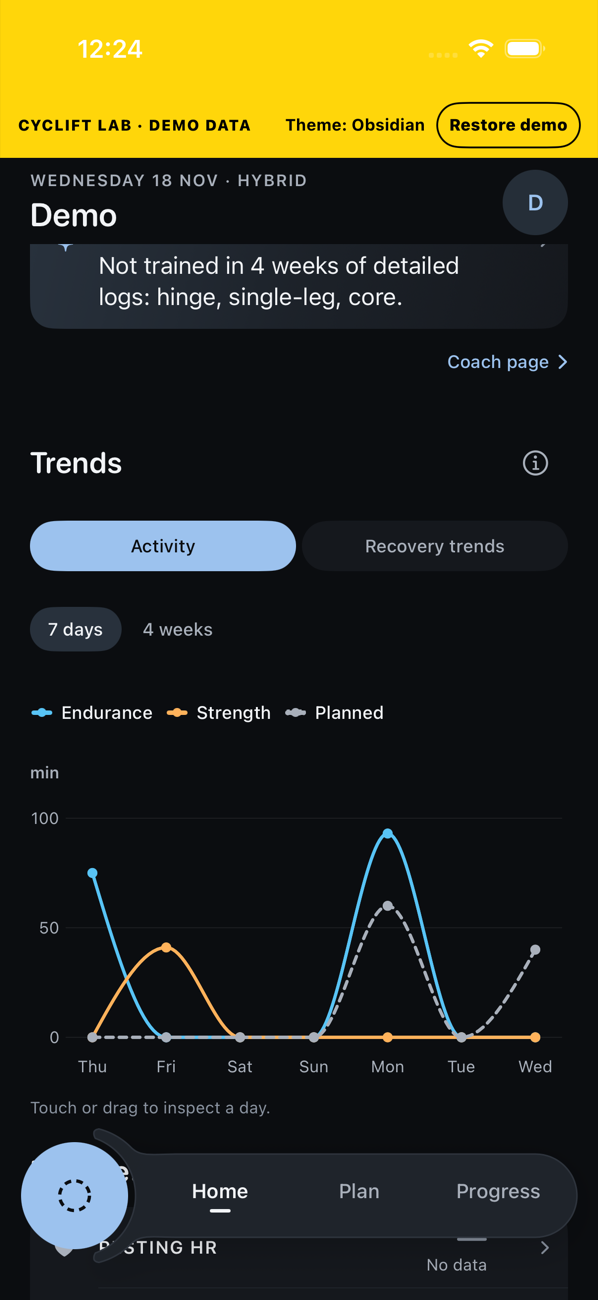 12:24
CYCLIFT LAB · DEMO DATA
Theme: Obsidian
Restore demo
WEDNESDAY 18 NOV · HYBRID
Demo
D
Not trained in 4 weeks of detailed
logs: hinge, single-leg, core.
Coach page
Trends
Activity
Recovery trends
7 days
4 weeks
Endurance
Strength
Planned
min
100
50
0
Thu Fri Sat Sun Mon Tue Wed
Touch or drag to inspect a day.
Home
Plan
Progress
HR
No data